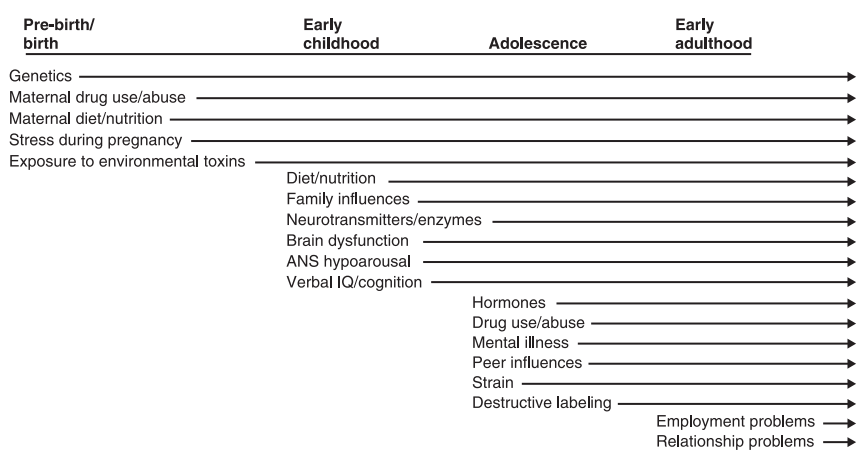 Pre-birth/
birth
Early
childhood
Adolescence
Early
adulthood
Genetics
Maternal drug use/abuse
Maternal diet/nutrition
Stress during pregnancy
Exposure to environmental toxins
Diet/nutrition
Family influences
Neurotransmitters/enzymes
Brain dysfunction
ANS hypoarousal
Verbal IQ/cognition
Hormones
Drug use/abuse
Mental illness
Peer influences
Strain
Destructive labeling
Employment problems
Relationship problems